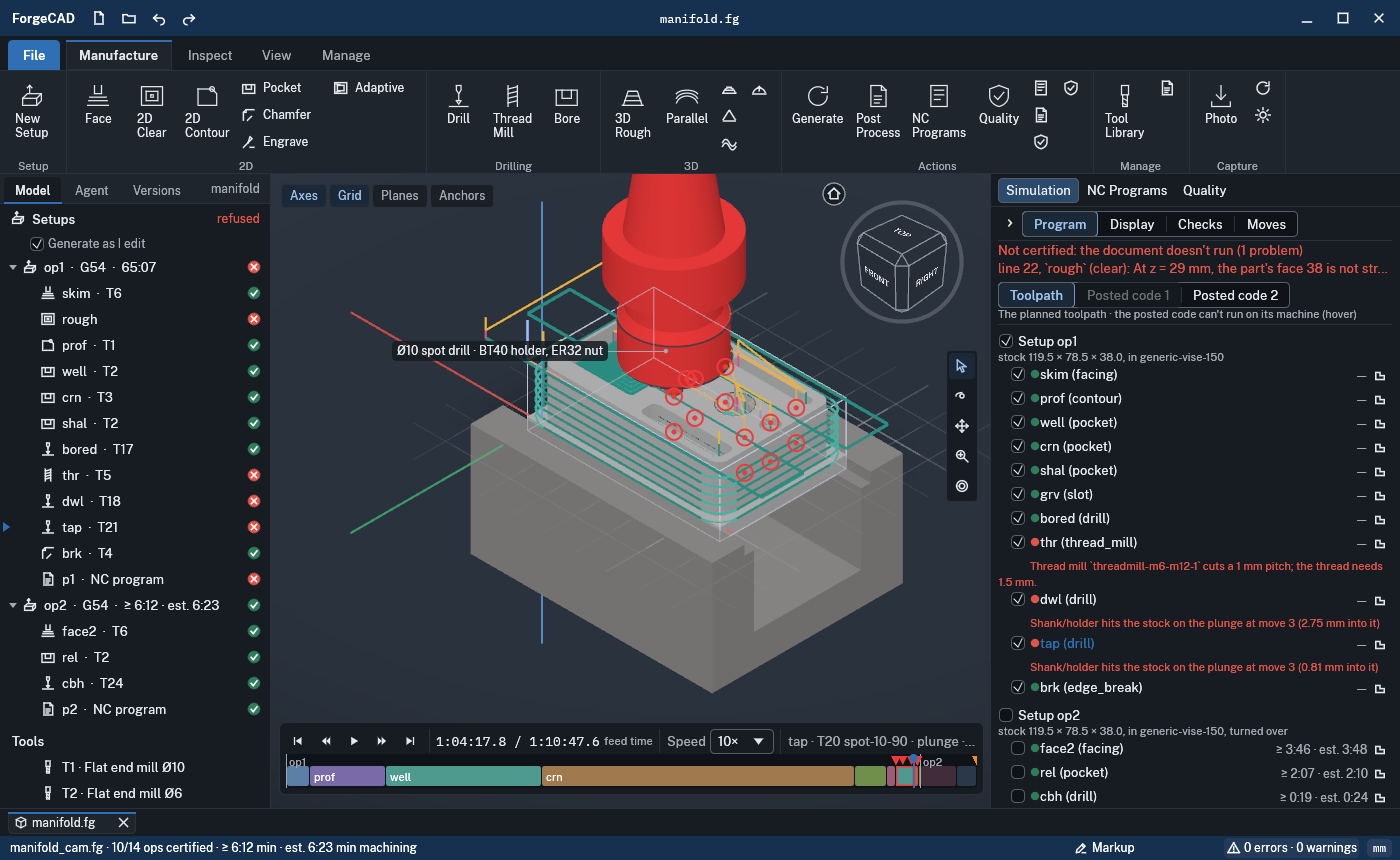 ForgeCAD
manifold.fg
File
Manufacture
Inspect
View
Manage
New Setup
Setup
Face
2D Clear
2D Contour
Pocket
Chamfer
Engrave
Adaptive
2D
Drill
Thread Mill
Bore
Drilling
3D Rough
Parallel
3D
Generate
Post Process
NC Programs
Quality
Actions
Tool Library
Manage
Photo
Capture
Model
Agent
Versions
manifold
Setups
refused
Generate as I edit
op1 · G54 · 65:07
skim · T6
rough
prof · T1
well · T2
crn · T3
shal · T2
bored · T17
thr · T5
dwl · T18
tap · T21
brk · T4
p1 · NC program
op2 · G54 · ≥ 6:12 · est. 6:23
face2 · T6
rel · T2
cbh · T24
p2 · NC program
Tools
T1 · Flat end mill Ø10
T2 · Flat end mill Ø6
Axes
Grid
Planes
Anchors
TOP
FRONT
RIGHT
Ø10 spot drill · BT40 holder, ER32 nut
1:04:17.8 / 1:10:47.6 feed time
Speed
10×
tap · T20 spot-10-90 · plunge ·...
op1
op2
prof
well
crn
Simulation
NC Programs
Quality
Program
Display
Checks
Moves
Not certified: the document doesn't run (1 problem)
line 22, `rough` (clear): At z = 29 mm, the part's face 38 is not str...
Toolpath
Posted code 1
Posted code 2
The planned toolpath · the posted code can't run on its machine (hover)
Setup op1
stock 119.5 × 78.5 × 38.0, in generic-vise-150
skim (facing)
prof (contour)
well (pocket)
crn (pocket)
shal (pocket)
grv (slot)
bored (drill)
thr (thread_mill)
Thread mill `threadmill-m6-m12-1` cuts a 1 mm pitch; the thread needs
1.5 mm.
dwl (drill)
Shank/holder hits the stock on the plunge at move 3 (2.75 mm into it)
tap (drill)
Shank/holder hits the stock on the plunge at move 3 (0.81 mm into it)
brk (edge_break)
Setup op2
stock 119.5 × 78.5 × 38.0, in generic-vise-150, turned over
face2 (facing)
≥ 3:46 · est. 3:48
rel (pocket)
≥ 2:07 · est. 2:10
cbh (drill)
≥ 0:19 · est. 0:24
manifold.fg
manifold_cam.fg · 10/14 ops certified · ≥ 6:12 min · est. 6:23 min machining
Markup
0 errors · 0 warnings
mm